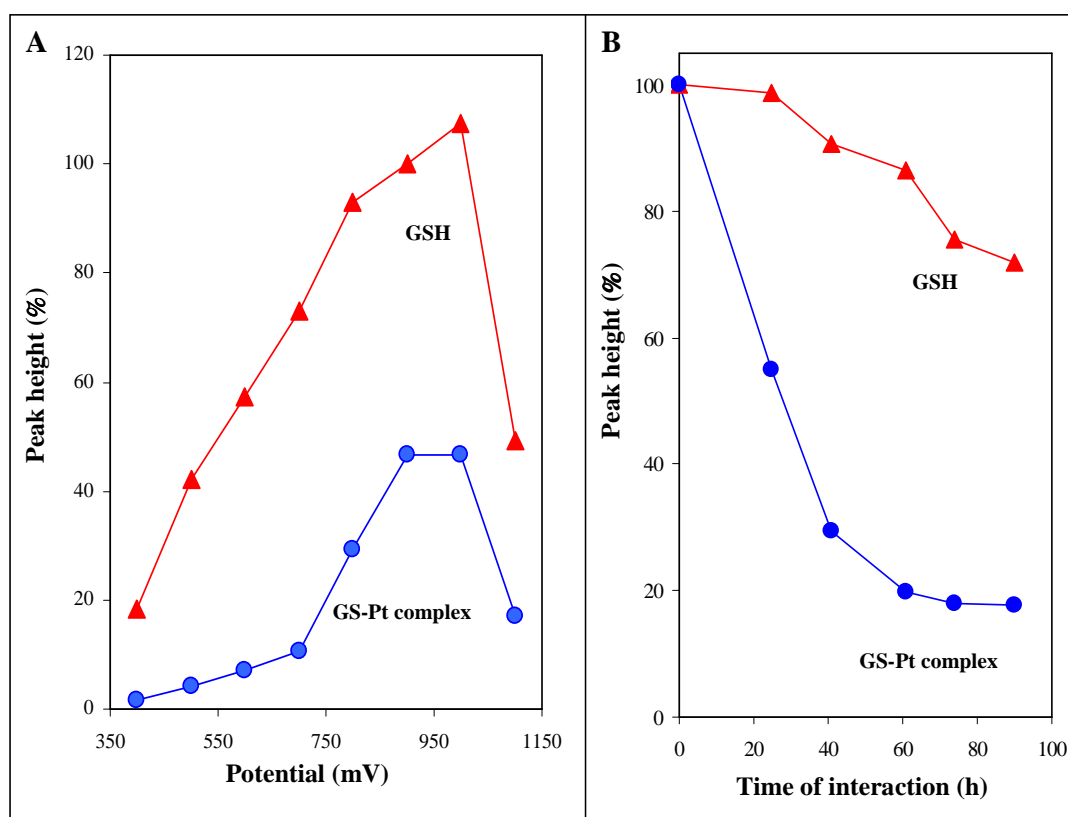 A
120
100
80
60
40
20
0
Peak height (%)
GSH
GS-Pt complex
350 550 750 950 1150
Potential (mV)
B
100
80
60
40
20
0
Peak height (%)
GSH
GS-Pt complex
0 20 40 60 80 100
Time of interaction (h)